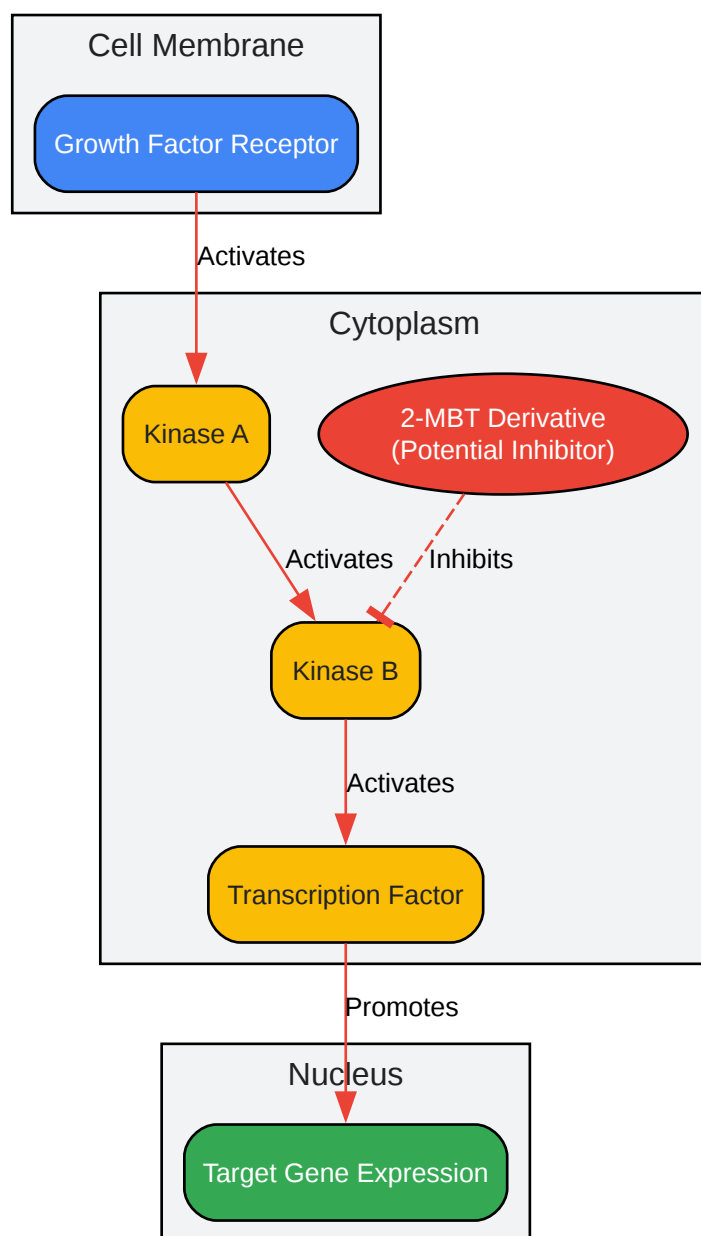 Cell Membrane
Growth Factor Receptor
Activates
Cytoplasm
Kinase A
2-MBT Derivative
(Potential Inhibitor)
Activates
Inhibits
Kinase B
Activates
Transcription Factor
Promotes
Nucleus
Target Gene Expression